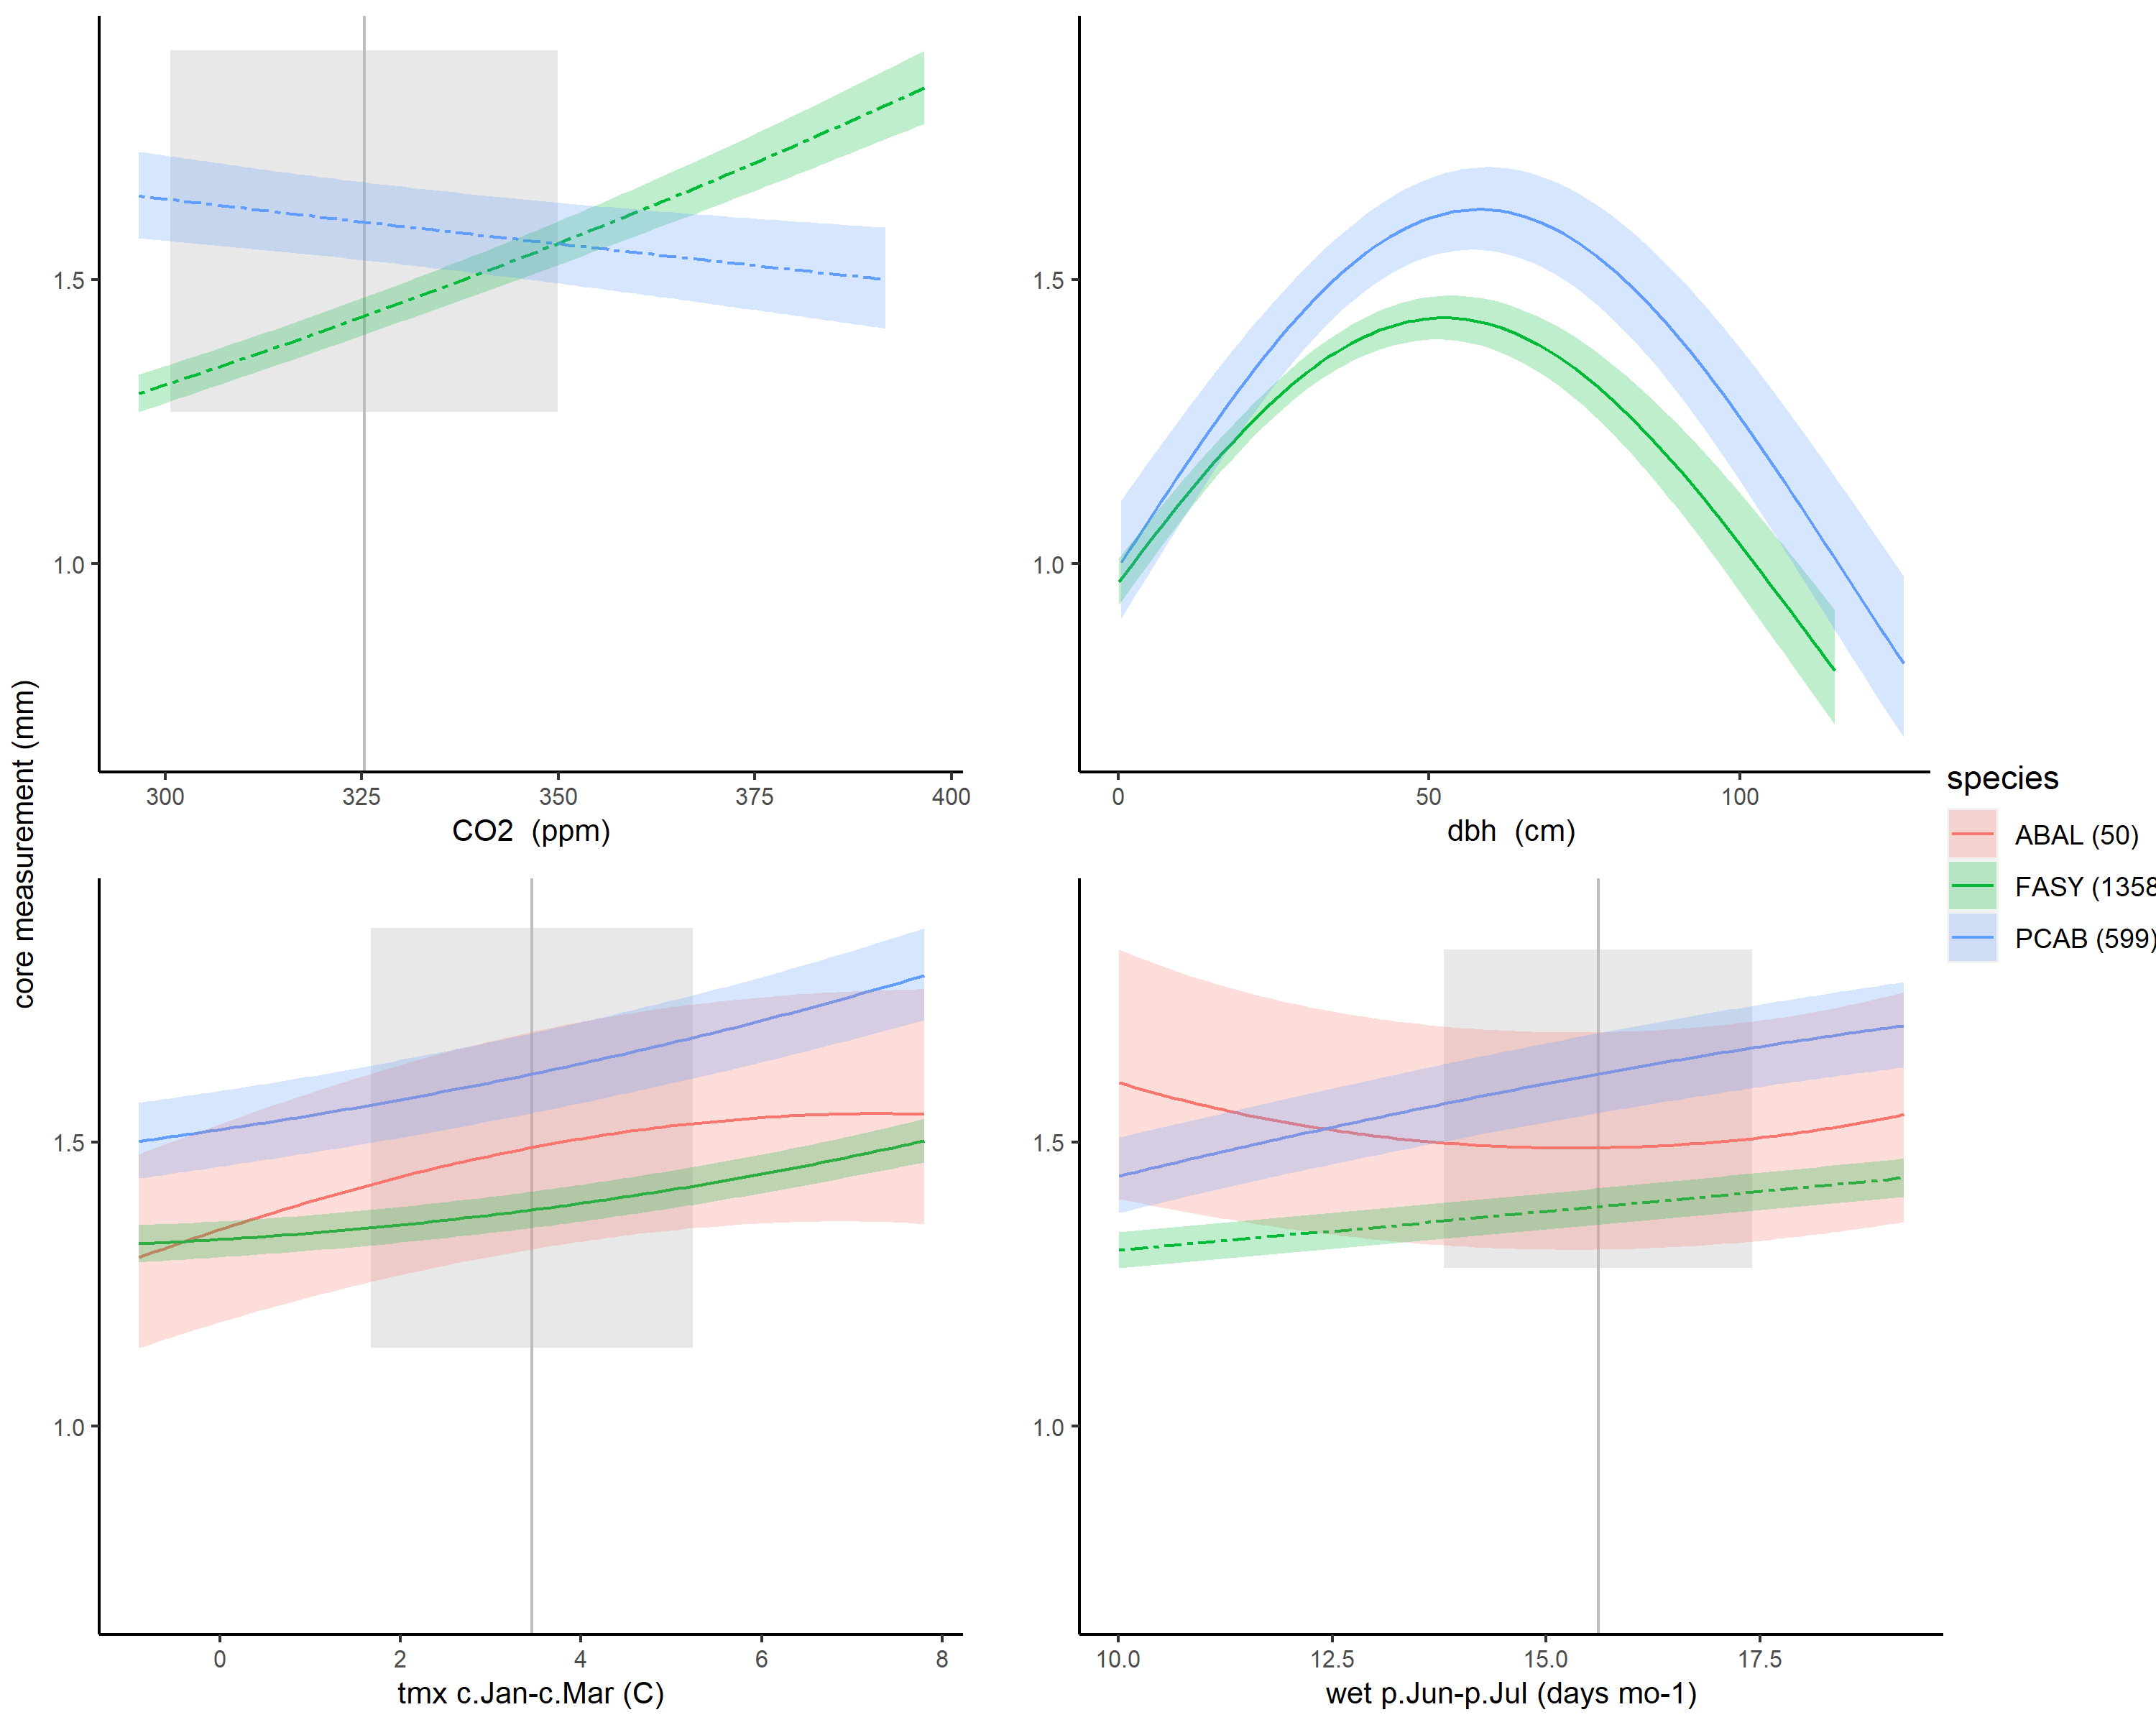 core measurement (mm)
1.5
1.0
300 325 350 375 400
CO2 (ppm)
1.5
1.0
0 50 100
dbh (cm)
1.5
1.0
0 2 4 6 8
tmx c.Jan-c.Mar (C)
1.5
1.0
10.0 12.5 15.0 17.5
wet p.Jun-p.Jul (days mo-1)
species
ABAL (50)
FASY (1358
PCAB (599)